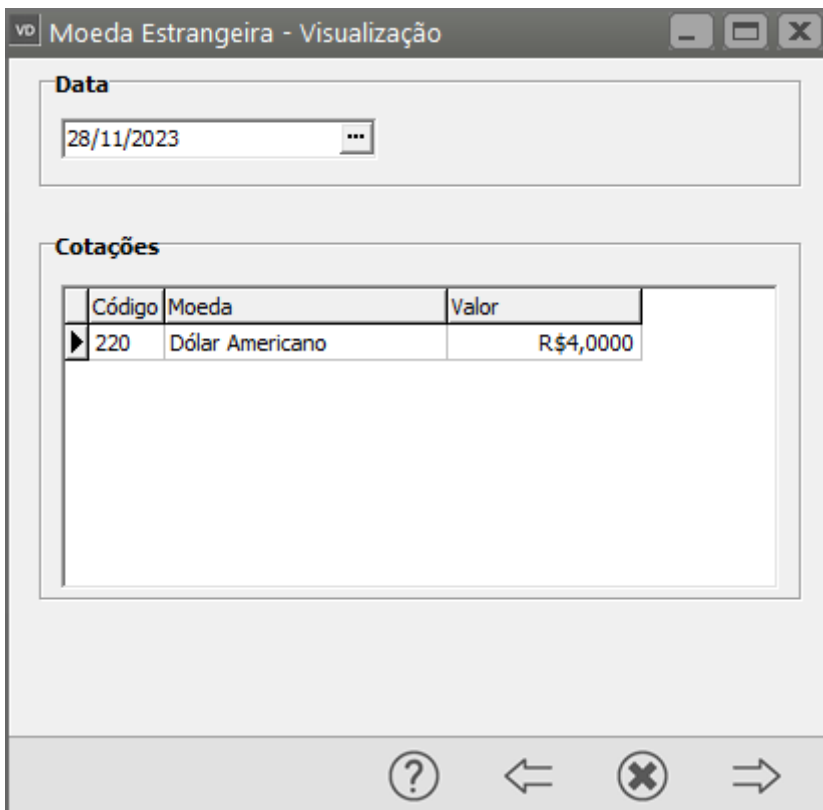 VD Moeda Estrangeira - Visualização
Data
28/11/2023 ...
Cotações
Código Moeda Valor
220 Dólar Americano R$4,0000
?